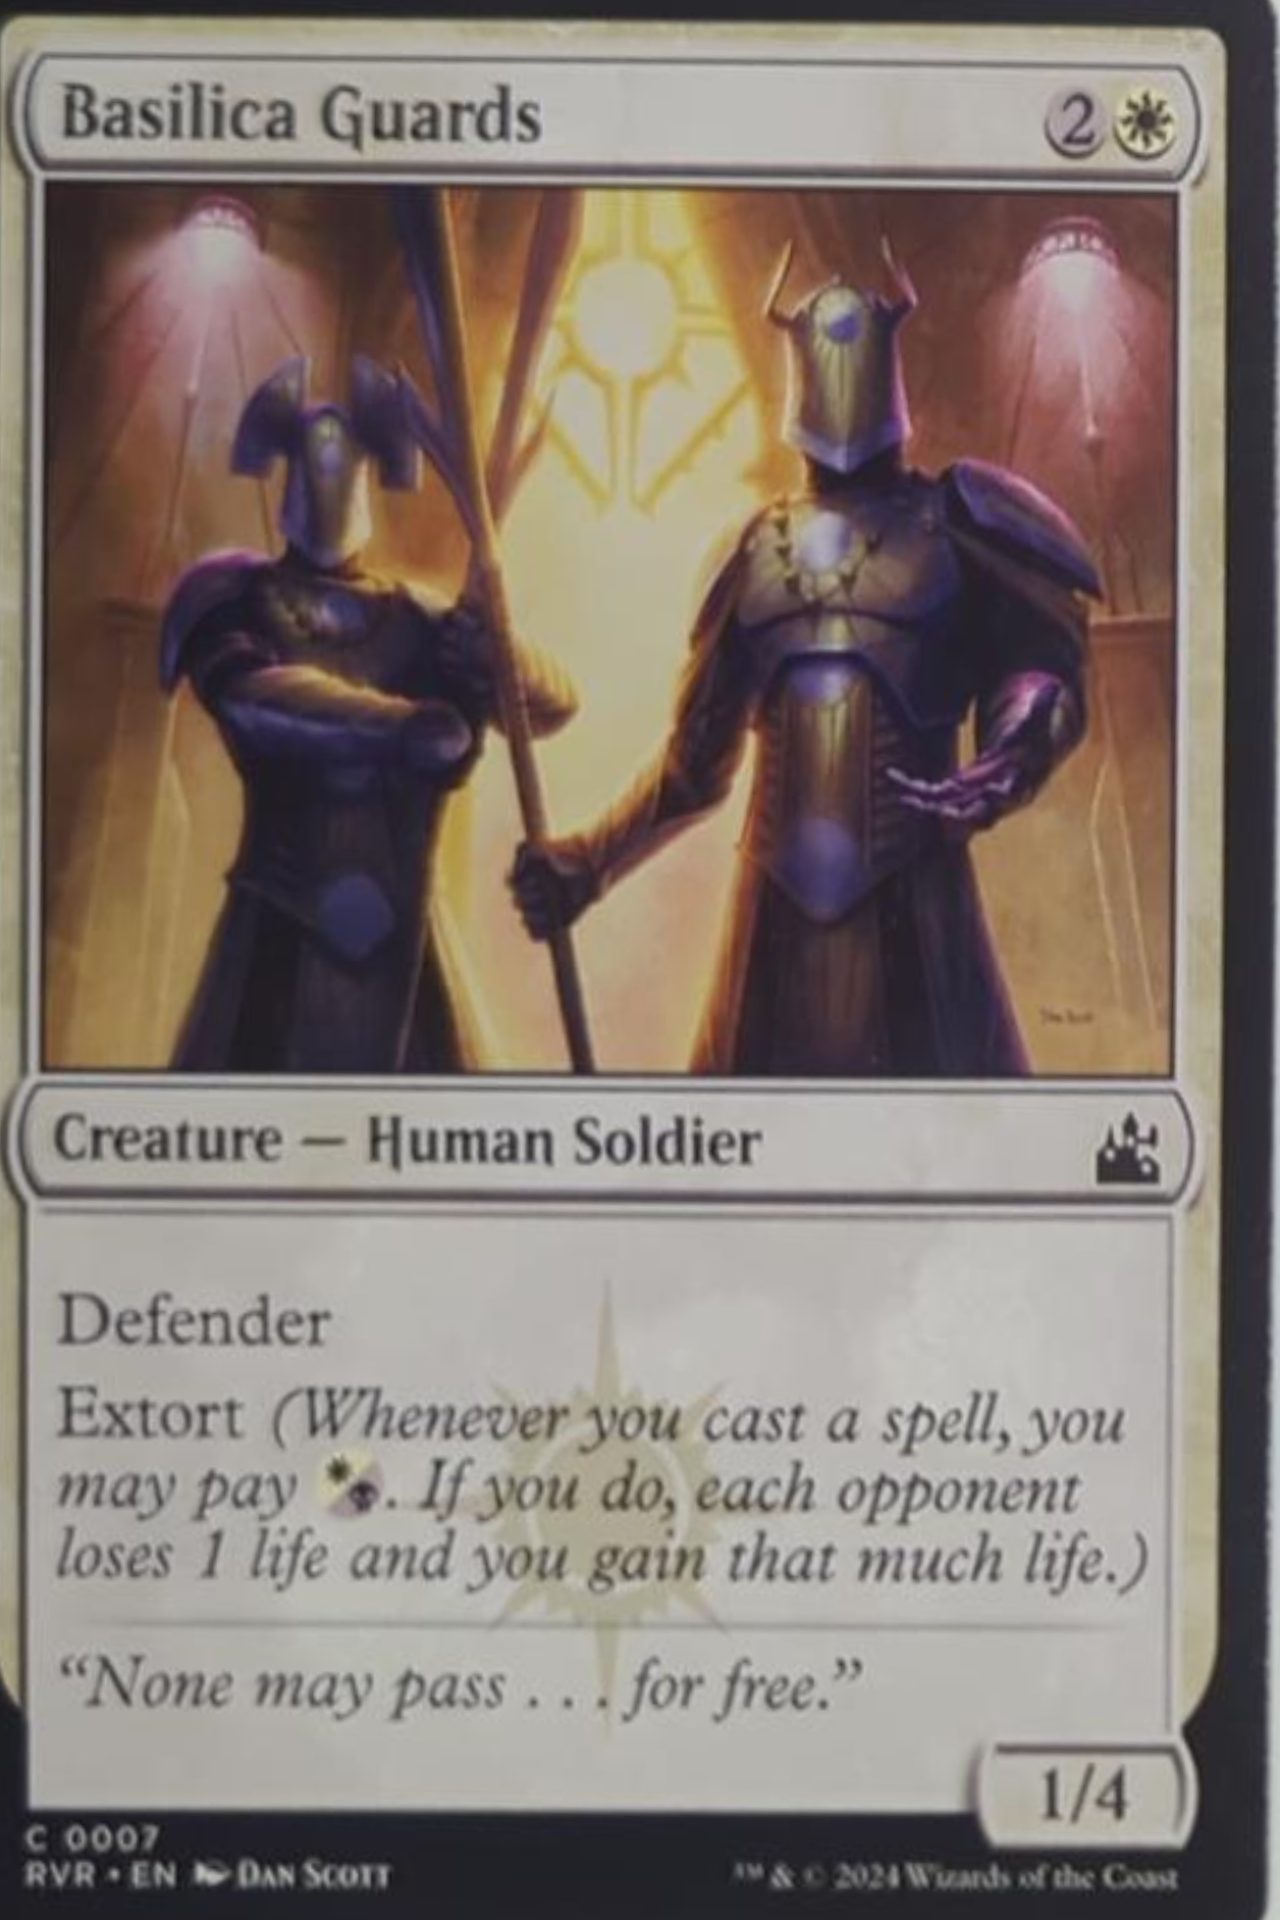 Basilica Guards 2
Creature — Human Soldier
Defender
Extort (Whenever you cast a spell, you
may pay . If you do, each opponent
loses 1 life and you gain that much life.)
“None may pass . . . for free.”
1/4
C 0007
RVR • EN DAN SCOTT
™ & © 2024 Wizards of the Coast